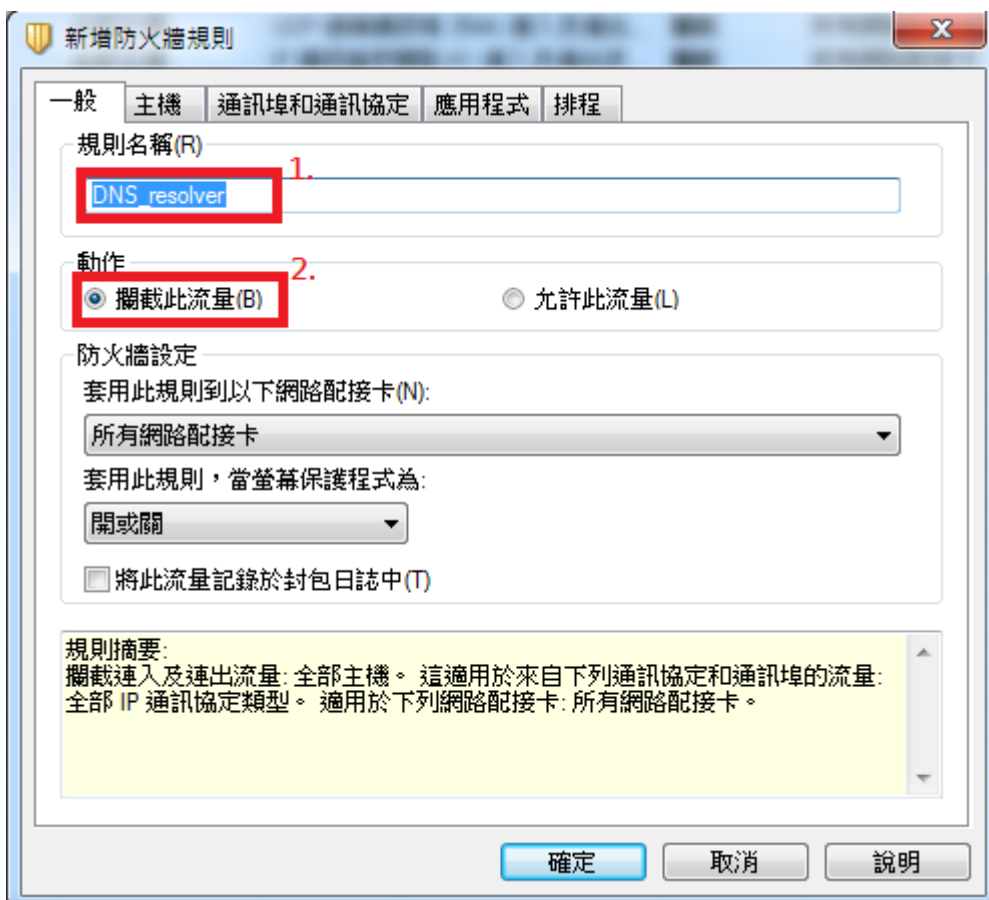 新增防火牆規則
一般 主機 通訊埠和通訊協定 應用程式 排程
規則名稱(R)
1.
DNS_resolver
動作
2.
攔截此流量(B) 允許此流量(L)
防火牆設定
套用此規則到以下網路配接卡(N):
所有網路配接卡
套用此規則，當螢幕保護程式為:
開或關
將此流量記錄於封包日誌中(T)
規則摘要:
攔截連入及連出流量: 全部主機。 這適用於來自下列通訊協定和通訊埠的流量:
全部 IP 通訊協定類型。 適用於下列網路配接卡: 所有網路配接卡。
確定 取消 說明